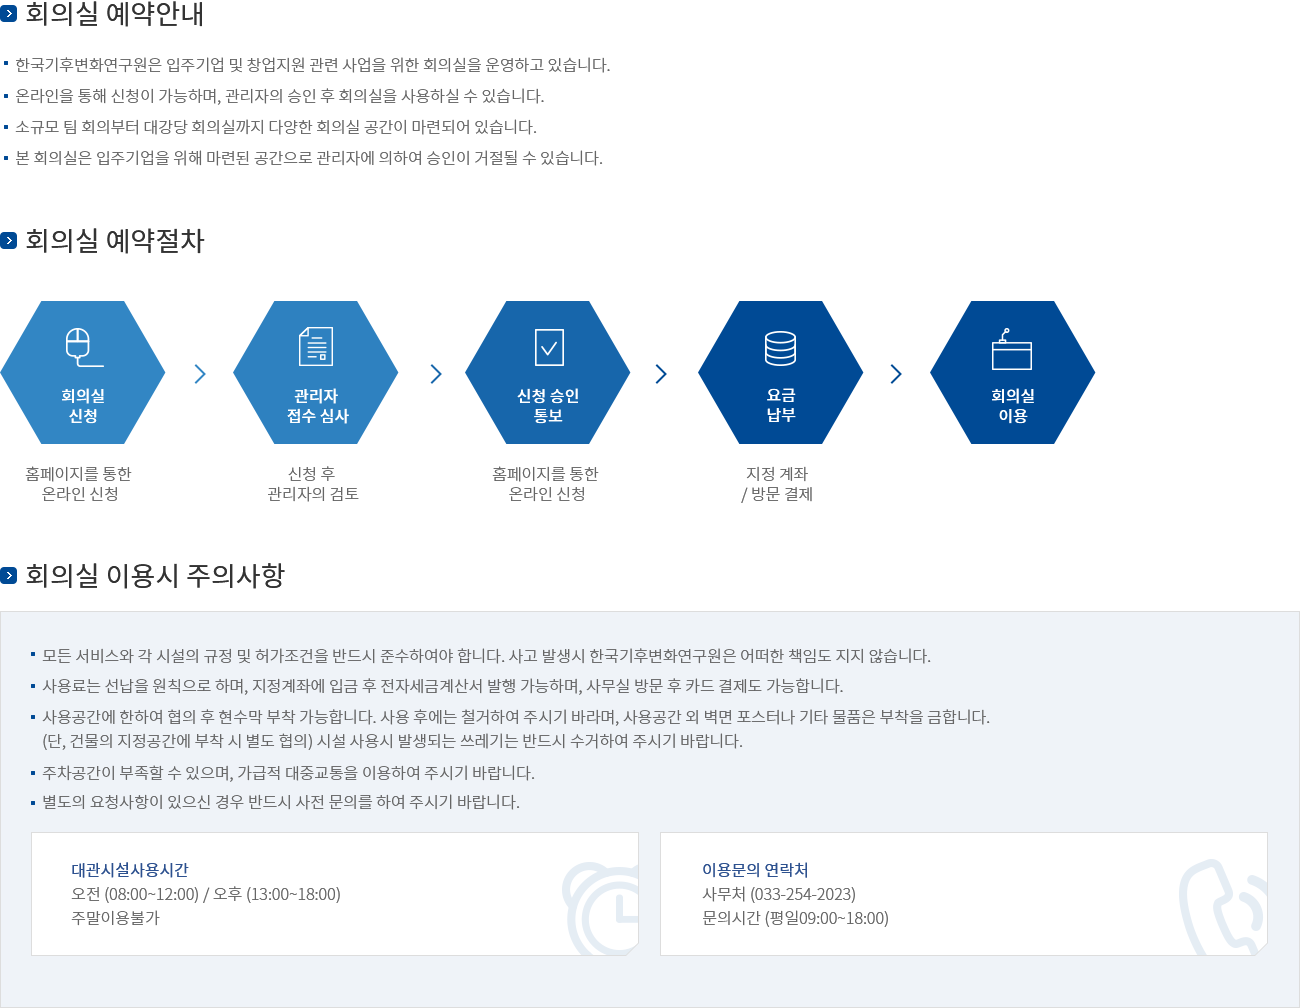 회의실 예약안내
한국기후변화연구원은 입주기업 및 창업지원 관련 사업을 위한 회의실을 운영하고 있습니다.
온라인을 통해 신청이 가능하며, 관리자의 승인 후 회의실을 사용하실 수 있습니다.
소규모 팀 회의부터 대강당 회의실까지 다양한 회의실 공간이 마련되어 있습니다.
본 회의실은 입주기업을 위해 마련된 공간으로 관리자에 의하여 승인이 거절될 수 있습니다.
회의실 예약절차
회의실
신청
홈페이지를 통한
온라인 신청
관리자
접수 심사
신청 후
관리자의 검토
신청 승인
통보
홈페이지를 통한
온라인 신청
요금
납부
지정 계좌
/ 방문 결제
회의실
이용
회의실 이용시 주의사항
모든 서비스와 각 시설의 규정 및 허가조건을 반드시 준수하여야 합니다. 사고 발생시 한국기후변화연구원은 어떠한 책임도 지지 않습니다.
사용료는 선납을 원칙으로 하며, 지정계좌에 입금 후 전자세금계산서 발행 가능하며, 사무실 방문 후 카드 결제도 가능합니다.
사용공간에 한하여 협의 후 현수막 부착 가능합니다. 사용 후에는 철거하여 주시기 바라며, 사용공간 외 벽면 포스터나 기타 물품은 부착을 금합니다.
(단, 건물의 지정공간에 부착 시 별도 협의) 시설 사용시 발생되는 쓰레기는 반드시 수거하여 주시기 바랍니다.
주차공간이 부족할 수 있으며, 가급적 대중교통을 이용하여 주시기 바랍니다.
별도의 요청사항이 있으신 경우 반드시 사전 문의를 하여 주시기 바랍니다.
대관시설사용시간
오전 (08:00~12:00) / 오후 (13:00~18:00)
주말이용불가
이용문의 연락처
사무처 (033-254-2023)
문의시간 (평일09:00~18:00)